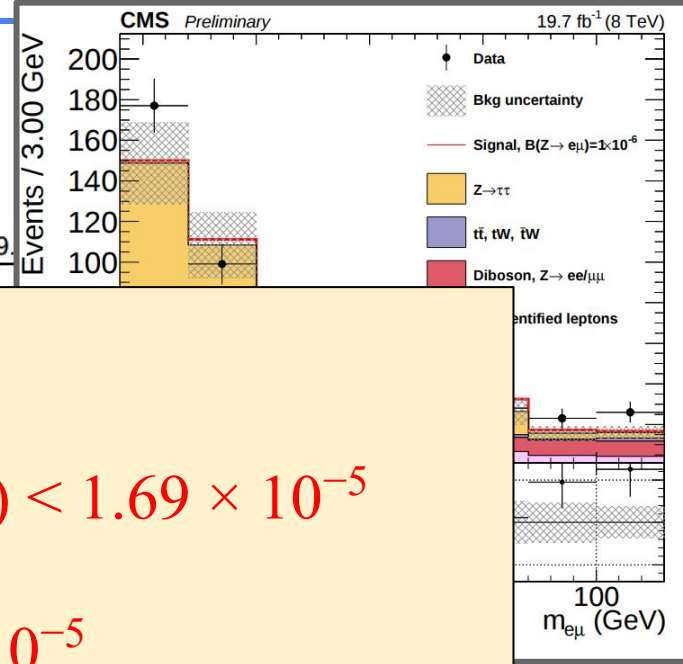 CMS Preliminary 19.7 fb⁻¹ (8 TeV)
Events / 3.00 GeV
200
180
160
140
120
100
Data
Bkg uncertainty
Signal, B(Z→ eμ)=1×10⁻⁶
Z→ττ
tt̄, tW, t̄W
Diboson, Z→ ee/μμ
entified leptons
9.
) < 1.69 × 10⁻⁵
0⁻⁵
100
m_eμ (GeV)